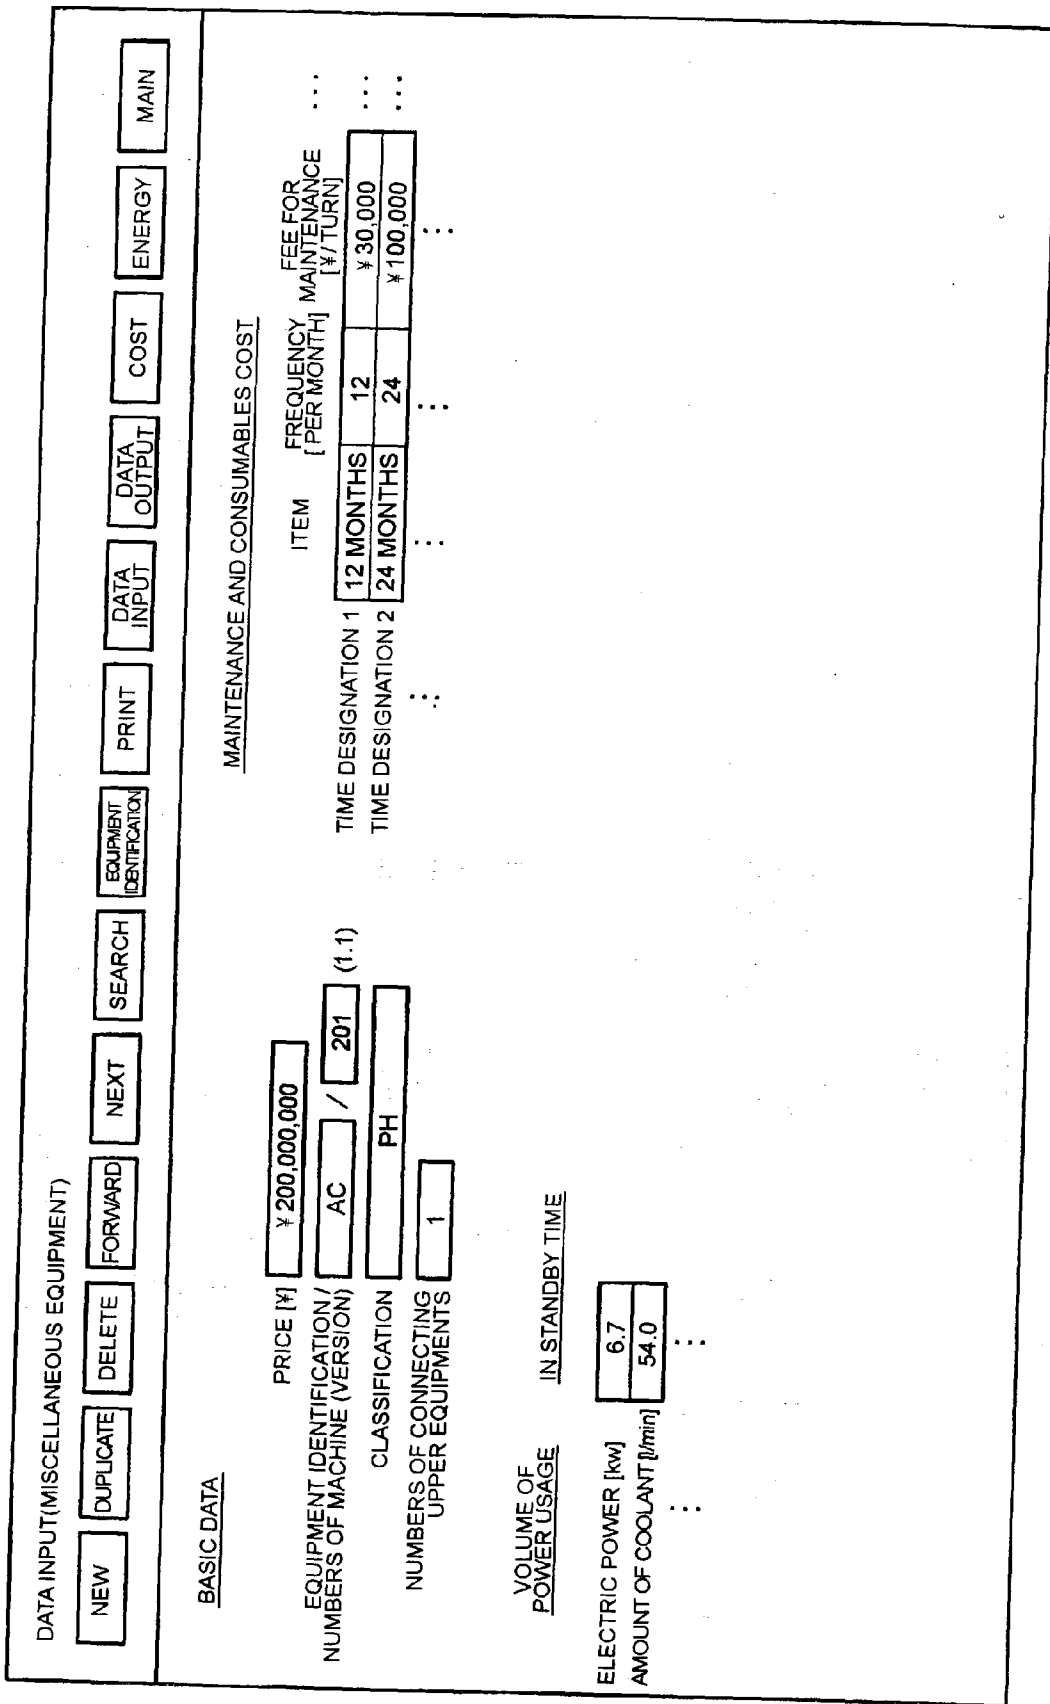 DATA INPUT(MISCELLANEOUS EQUIPMENT)
NEW DUPLICATE DELETE FORWARD NEXT SEARCH EQUIPMENT IDENTIFICATION PRINT DATA INPUT DATA OUTPUT COST ENERGY MAIN
BASIC DATA
PRICE [¥] ¥200,000,000
EQUIPMENT IDENTIFICATION /
NUMBERS OF MACHINE (VERSION) AC / 201 (1.1)
CLASSIFICATION PH
NUMBERS OF CONNECTING
UPPER EQUIPMENTS 1
MAINTENANCE AND CONSUMABLES COST
ITEM FREQUENCY [PER MONTH] FEE FOR MAINTENANCE [¥/TURN] ...
TIME DESIGNATION 1 12 MONTHS 12 ¥30,000 ...
TIME DESIGNATION 2 24 MONTHS 24 ¥100,000 ...
... ... ... ...
VOLUME OF
POWER USAGE IN STANDBY TIME
ELECTRIC POWER [kw] 6.7
AMOUNT OF COOLANT [l/min] 54.0
... ...